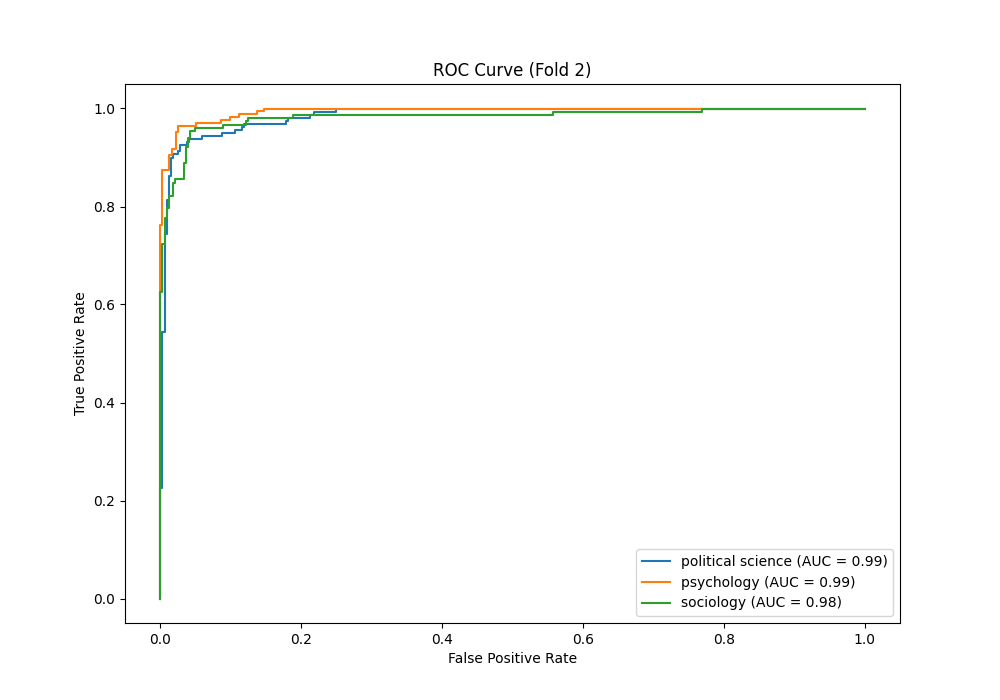 ROC Curve (Fold 2)
1.0
0.8
0.6
0.4
0.2
0.0
True Positive Rate
political science (AUC = 0.99)
psychology (AUC = 0.99)
sociology (AUC = 0.98)
0.0 0.2 0.4 0.6 0.8 1.0
False Positive Rate